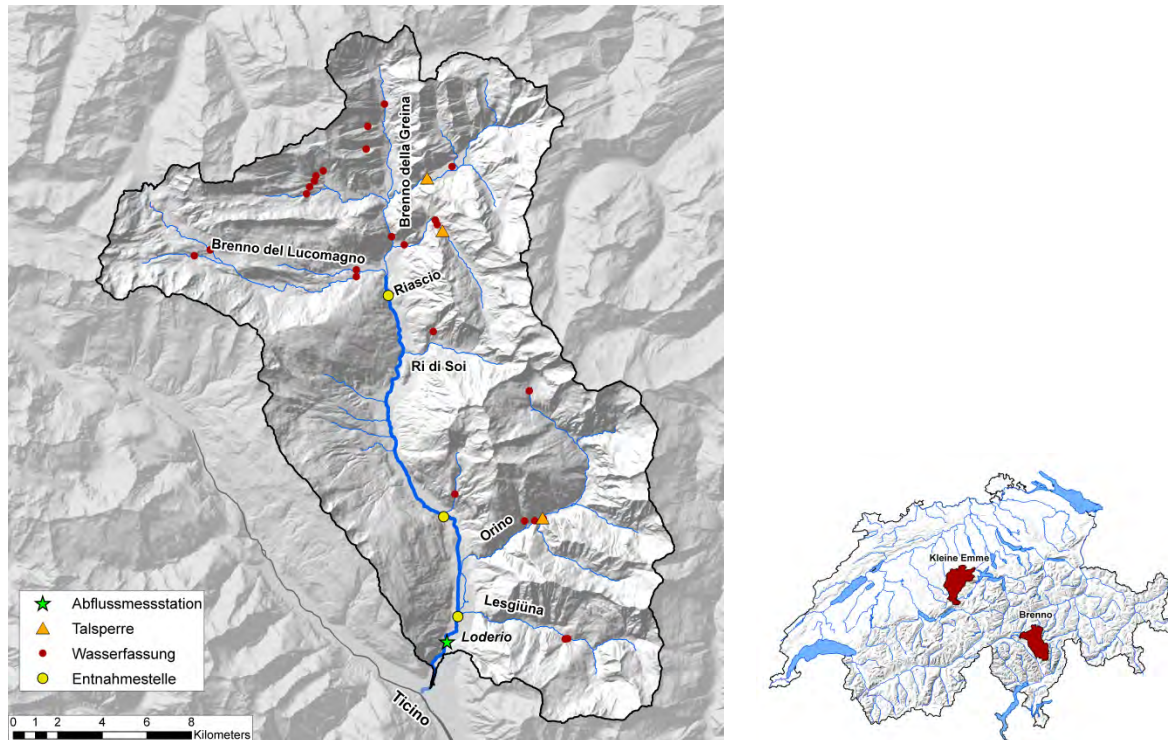 Brenno della Greina
Brenno del Lucomagno
Riascio
Ri di Soi
Orino
Lesgiüna
Loderio
Ticino
Abflussmessstation
Talsperre
Wasserfassung
Entnahmestelle
0 1 2 4 6 8
Kilometers
Kleine Emme
Brenno